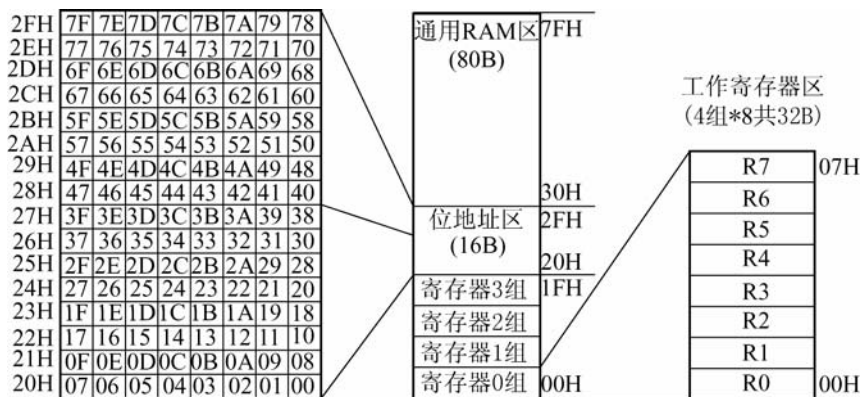 2FH 7F 7E 7D 7C 7B 7A 79 78
2EH 77 76 75 74 73 72 71 70
2DH 6F 6E 6D 6C 6B 6A 69 68
2CH 67 66 65 64 63 62 61 60
2BH 5F 5E 5D 5C 5B 5A 59 58
2AH 57 56 55 54 53 52 51 50
29H 4F 4E 4D 4C 4B 4A 49 48
28H 47 46 45 44 43 42 41 40
27H 3F 3E 3D 3C 3B 3A 39 38
26H 37 36 35 34 33 32 31 30
25H 2F 2E 2D 2C 2B 2A 29 28
24H 27 26 25 24 23 22 21 20
23H 1F 1E 1D 1C 1B 1A 19 18
22H 17 16 15 14 13 12 11 10
21H 0F 0E 0D 0C 0B 0A 09 08
20H 07 06 05 04 03 02 01 00
通用RAM区 7FH
(80B)
30H
位地址区 2FH
(16B)
20H
寄存器3组 1FH
寄存器2组
寄存器1组
寄存器0组 00H
工作寄存器区
(4组*8共32B)
R7 07H
R6
R5
R4
R3
R2
R1
R0 00H